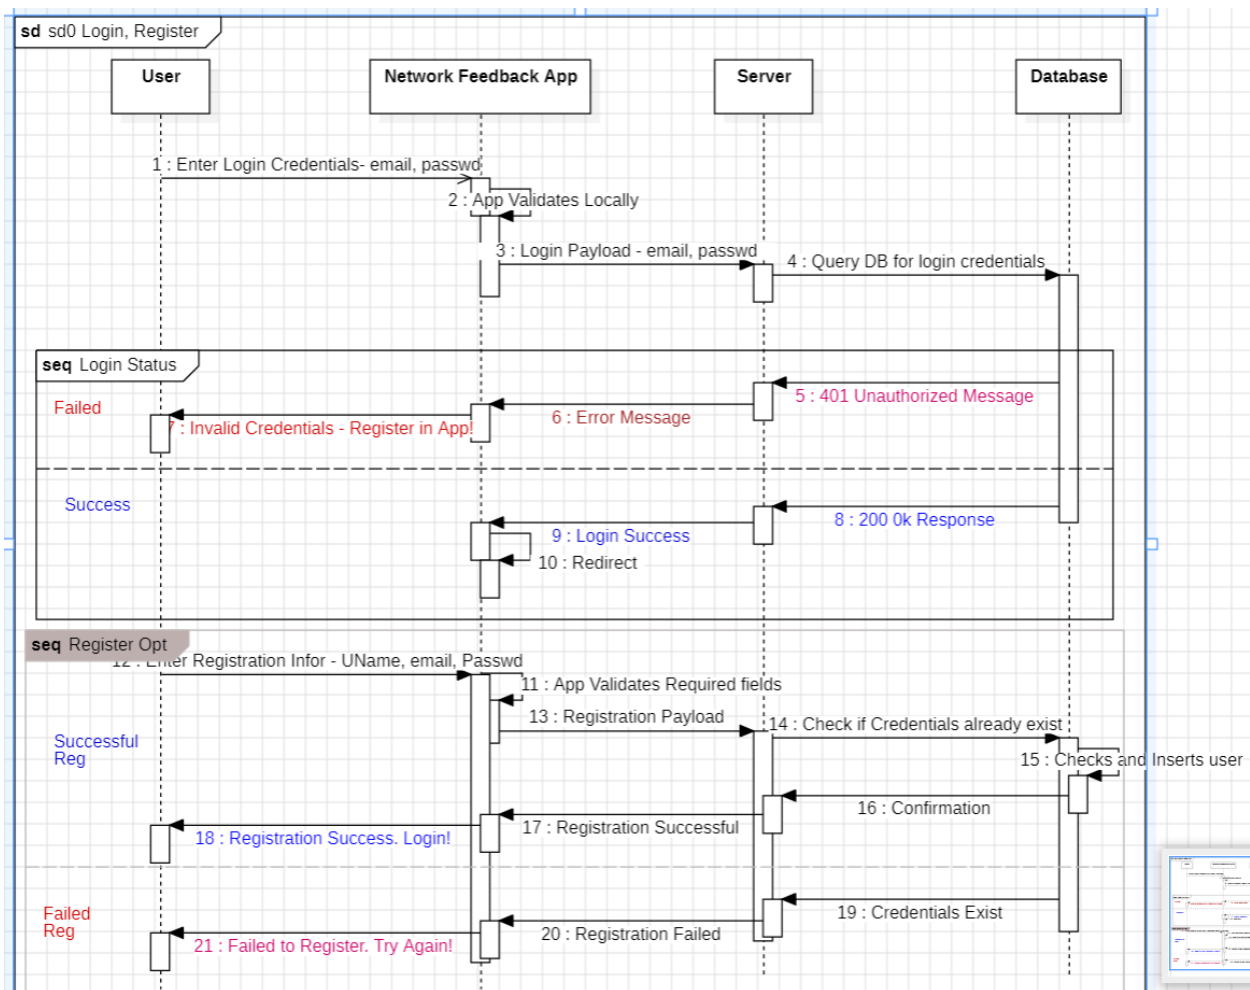 sd sd0 Login, Register
User
Network Feedback App
Server
Database
1 : Enter Login Credentials- email, passwd
2 : App Validates Locally
3 : Login Payload - email, passwd
4 : Query DB for login credentials
seq Login Status
Failed
5 : 401 Unauthorized Message
6 : Error Message
7 : Invalid Credentials - Register in App!
Success
8 : 200 0k Response
9 : Login Success
10 : Redirect
seq Register Opt
12 : Enter Registration Infor - UName, email, Passwd
11 : App Validates Required fields
13 : Registration Payload
14 : Check if Credentials already exist
Successful
Reg
15 : Checks and Inserts user
16 : Confirmation
17 : Registration Successful
18 : Registration Success. Login!
19 : Credentials Exist
Failed
Reg
20 : Registration Failed
21 : Failed to Register. Try Again!